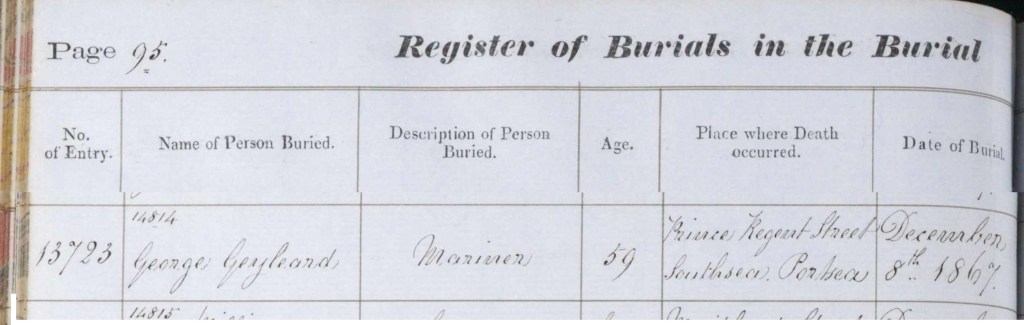 Page 95.
Register of Burials in the Burial
No. of Entry.
Name of Person Buried.
Description of Person Buried.
Age.
Place where Death occurred.
Date of Burial.
14814
13723
George Geyleard
Mariner
59
Prince Regent Street
Southsea. Portsea
December
8th 1867.
14815